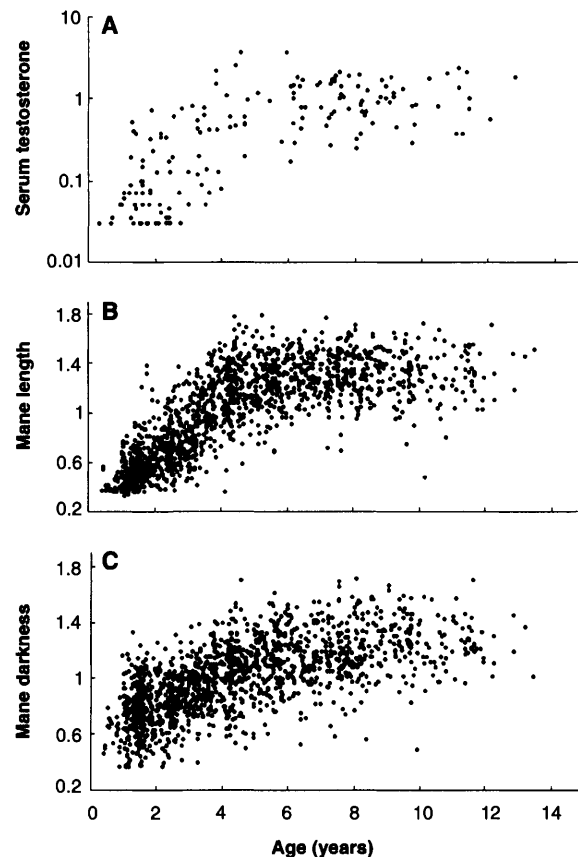 A
Serum testosterone
10
1
0.1
0.01
B
Mane length
1.8
1.4
1
0.6
0.2
C
Mane darkness
1.8
1.4
1
0.6
0.2
0 2 4 6 8 10 12 14
Age (years)